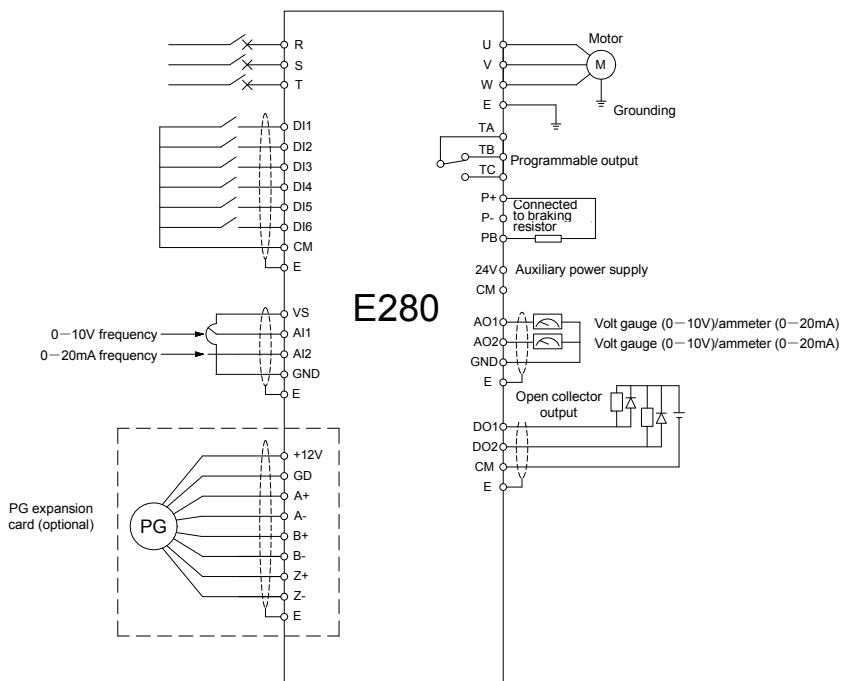 R
S
T
DI1
DI2
DI3
DI4
DI5
DI6
CM
E
VS
0－10V frequency
AI1
0－20mA frequency
AI2
GND
E
PG expansion
card (optional)
PG
+12V
GD
A+
A-
B+
B-
Z+
Z-
E
E280
U
V
W
E
Motor
M
Grounding
TA
TB
TC
Programmable output
P+
P-
PB
Connected
to braking
resistor
24V
Auxiliary power supply
CM
AO1
Volt gauge (0－10V)/ammeter (0－20mA)
AO2
Volt gauge (0－10V)/ammeter (0－20mA)
GND
E
Open collector
output
DO1
DO2
CM
E